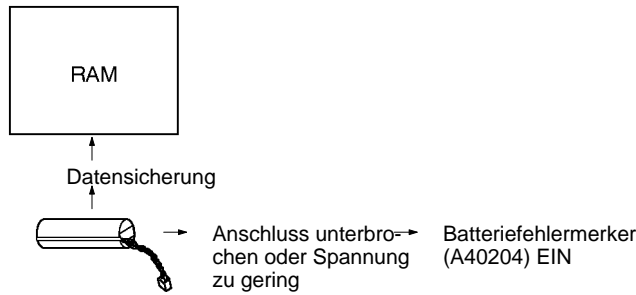 RAM
Datensicherung
Anschluss unterbro-
chen oder Spannung
zu gering
Batteriefehlermerker
(A40204) EIN